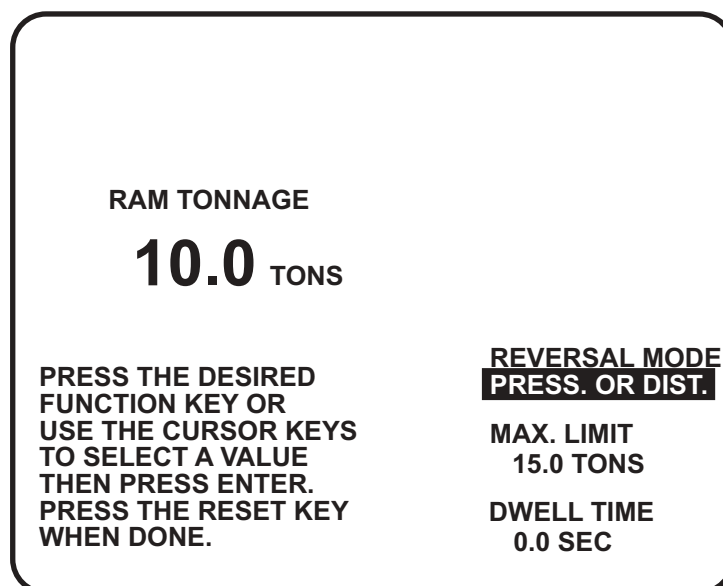 RAM TONNAGE
10.0 TONS
PRESS THE DESIRED
FUNCTION KEY OR
USE THE CURSOR KEYS
TO SELECT A VALUE
THEN PRESS ENTER.
PRESS THE RESET KEY
WHEN DONE.
REVERSAL MODE
PRESS. OR DIST.
MAX. LIMIT
15.0 TONS
DWELL TIME
0.0 SEC